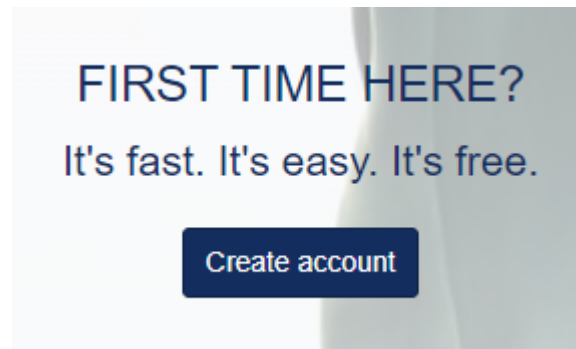 FIRST TIME HERE?
It's fast. It's easy. It's free.
Create account